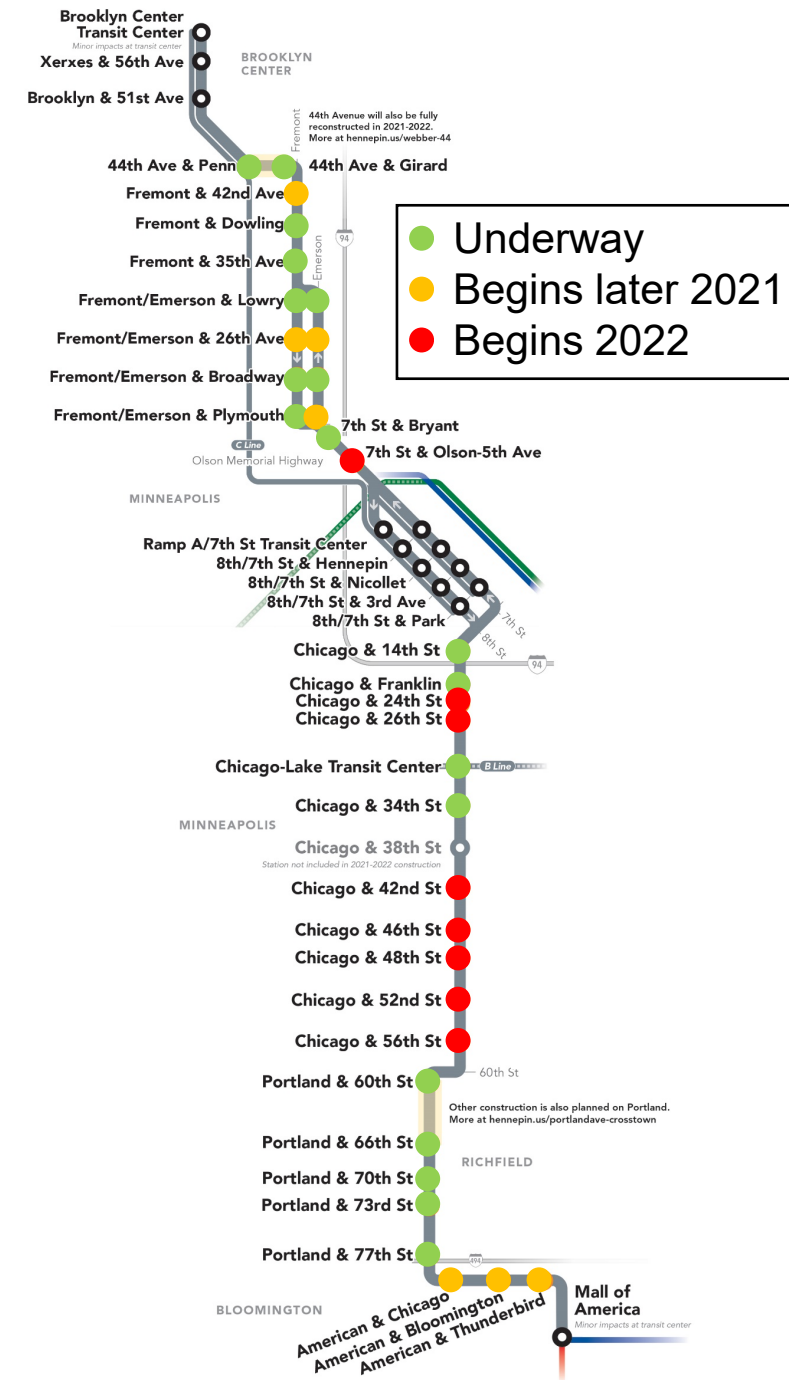 Brooklyn Center
Transit Center
Minor impacts at transit center
Xerxes & 56th Ave
BROOKLYN
CENTER
Brooklyn & 51st Ave
Fremont
44th Avenue will also be fully
reconstructed in 2021-2022.
More at hennepin.us/webber-44
44th Ave & Penn
44th Ave & Girard
Fremont & 42nd Ave
Fremont & Dowling
94
Underway
Begins later 2021
Begins 2022
Fremont & 35th Ave
Emerson
Fremont/Emerson & Lowry
Fremont/Emerson & 26th Ave
Fremont/Emerson & Broadway
Fremont/Emerson & Plymouth
7th St & Bryant
C Line
7th St & Olson-5th Ave
Olson Memorial Highway
MINNEAPOLIS
Ramp A/7th St Transit Center
8th/7th St & Hennepin
8th/7th St & Nicollet
8th/7th St & 3rd Ave
8th/7th St & Park
7th St
8th St
Chicago & 14th St
94
Chicago & Franklin
Chicago & 24th St
Chicago & 26th St
Chicago-Lake Transit Center
B Line
Chicago & 34th St
MINNEAPOLIS
Chicago & 38th St
Station not included in 2021-2022 construction
Chicago & 42nd St
Chicago & 46th St
Chicago & 48th St
Chicago & 52nd St
Chicago & 56th St
60th St
Portland & 60th St
Other construction is also planned on Portland.
More at hennepin.us/portlandave-crosstown
Portland & 66th St
RICHFIELD
Portland & 70th St
Portland & 73rd St
Portland & 77th St
494
American & Chicago
American & Bloomington
American & Thunderbird
BLOOMINGTON
Mall of
America
Minor impacts at transit center